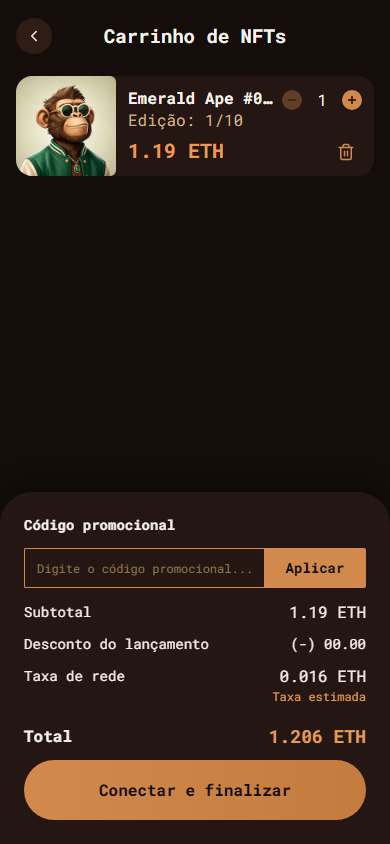 Carrinho de NFTs
Emerald Ape #0…
1
Edição: 1/10
1.19 ETH
Código promocional
Digite o código promocional...
Aplicar
Subtotal
1.19 ETH
Desconto do lançamento
(-) 00.00
Taxa de rede
0.016 ETH
Taxa estimada
Total
1.206 ETH
Conectar e finalizar